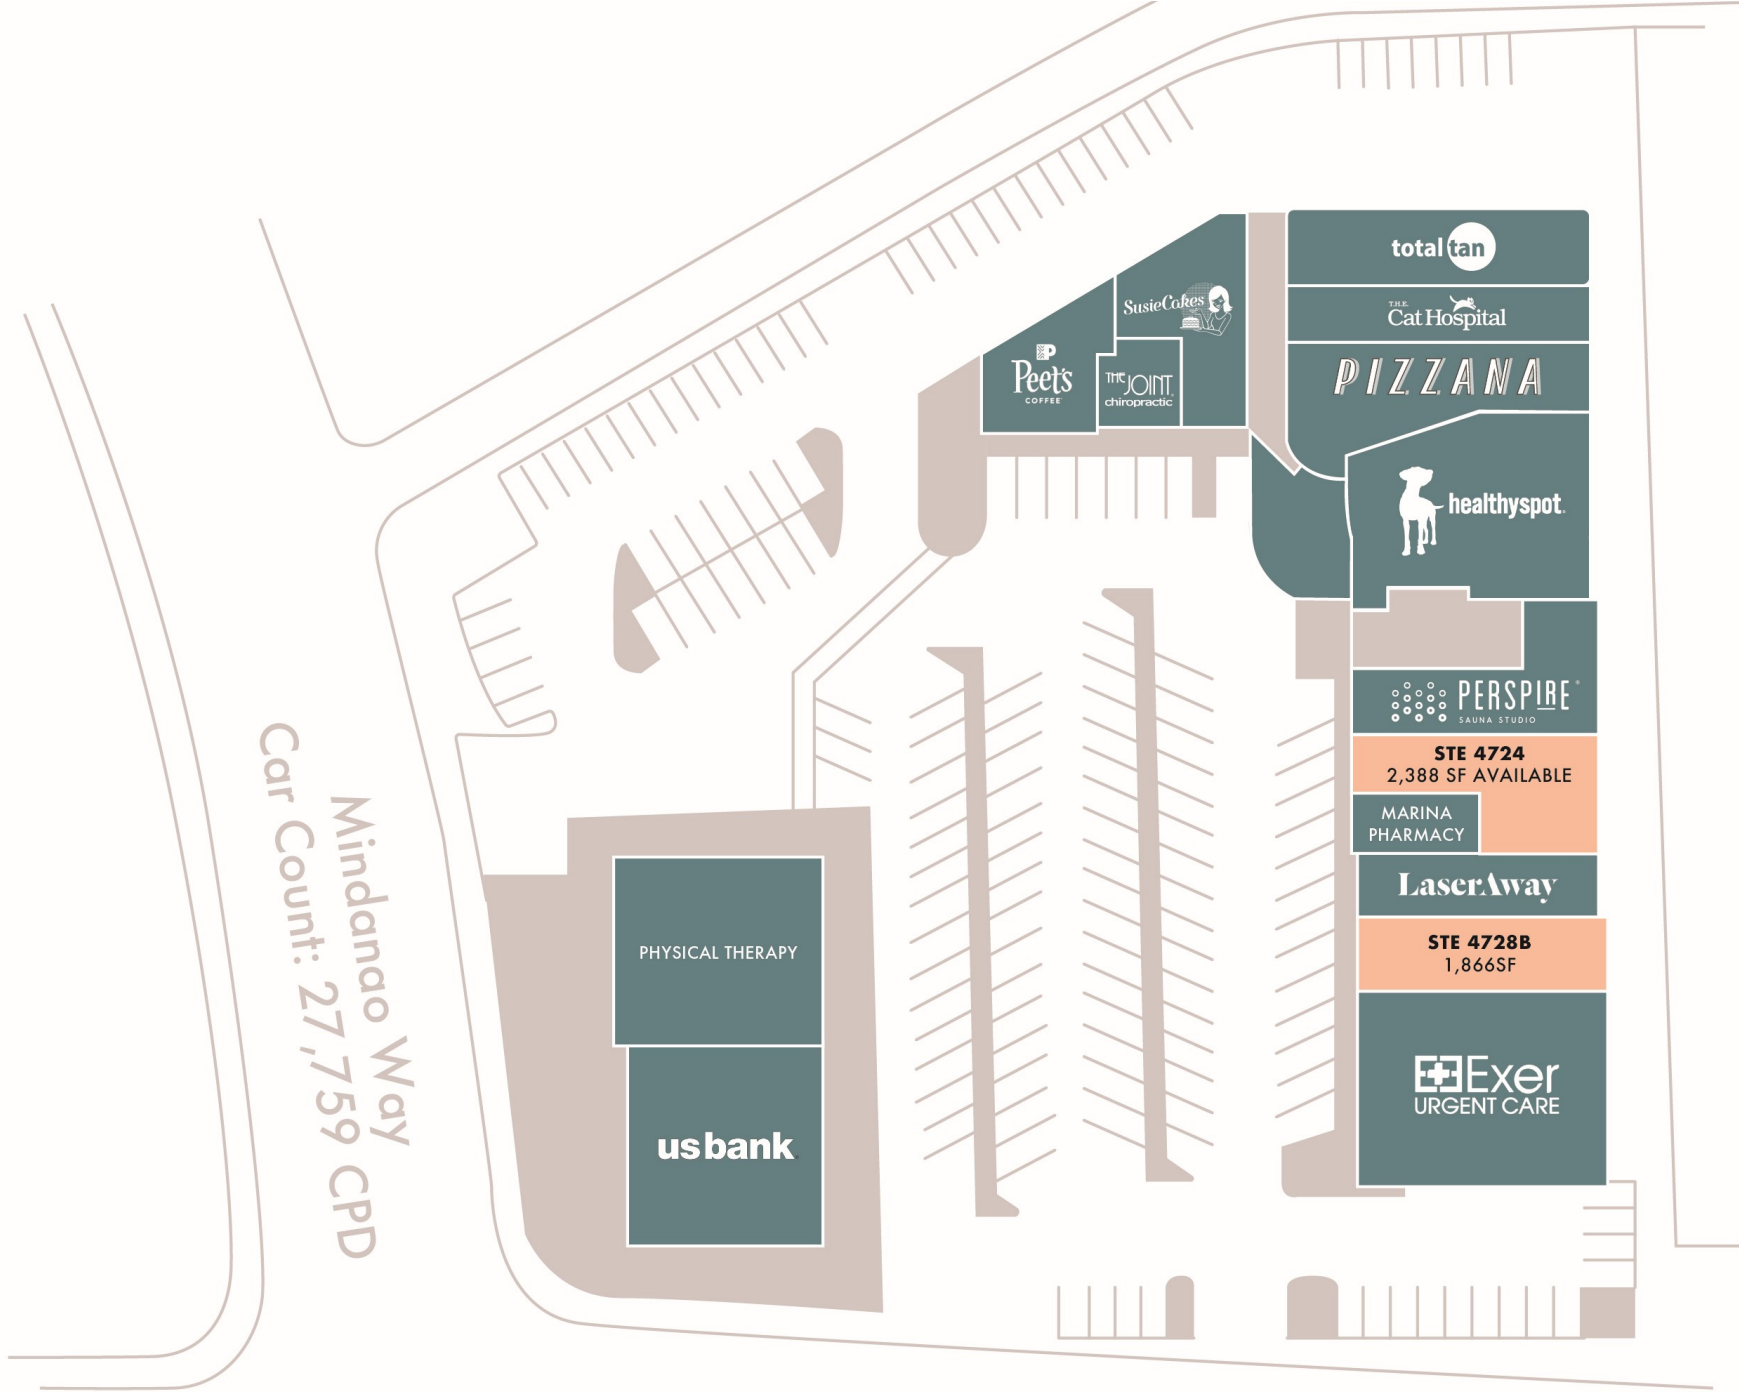 total tan
T.H.E.
Cat Hospital
PIZZANA
SusieCakes
Peet's
COFFEE
THE JOINT
chiropractic
healthyspot.
PERSPIRE
SAUNA STUDIO
STE 4724
2,388 SF AVAILABLE
MARINA
PHARMACY
LaserAway
STE 4728B
1,866SF
Exer
URGENT CARE
PHYSICAL THERAPY
usbank
Mindanao Way
Car Count: 27,759 CPD